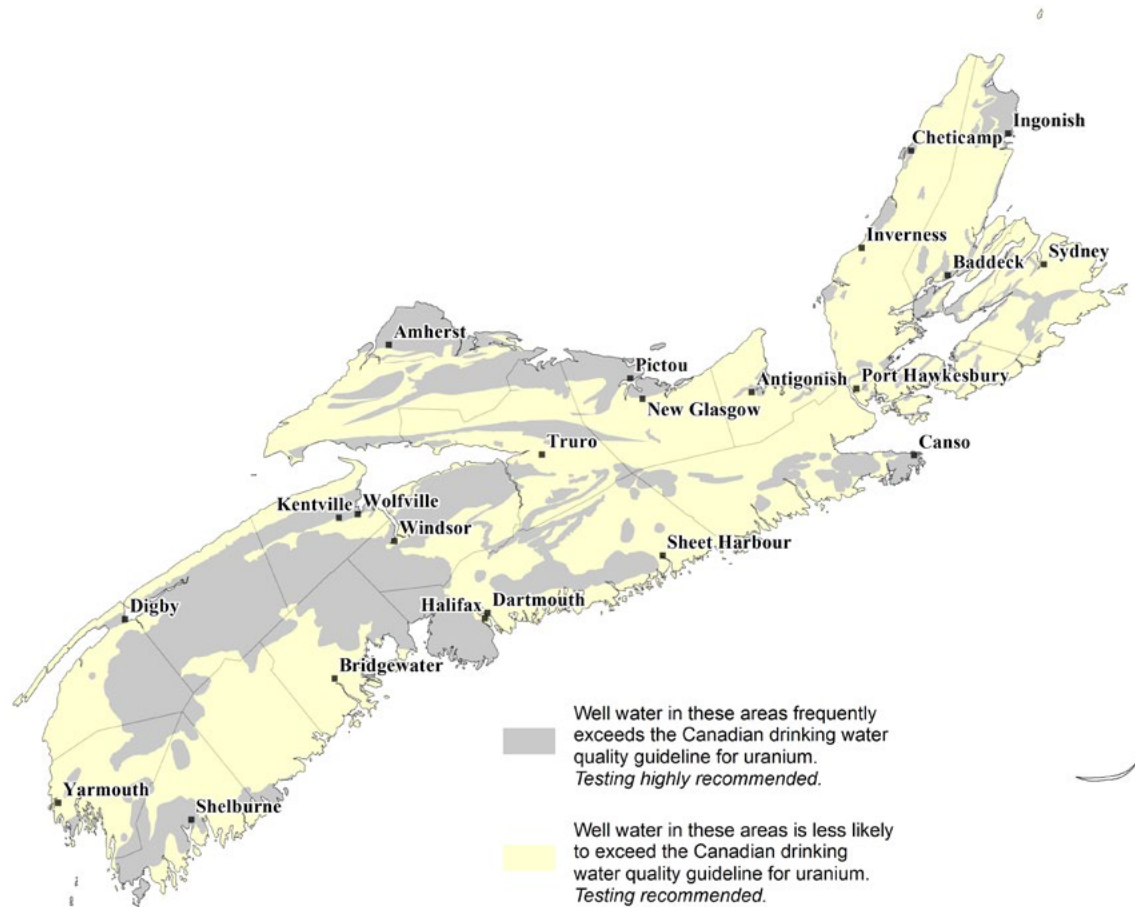 Ingonish
Cheticamp
Inverness
Baddeck
Sydney
Amherst
Pictou
Antigonish
Port Hawkesbury
New Glasgow
Truro
Canso
Kentville
Wolfville
Windsor
Sheet Harbour
Digby
Halifax
Dartmouth
Bridgewater
Yarmouth
Shelburne
Well water in these areas frequently
exceeds the Canadian drinking water
quality guideline for uranium.
Testing highly recommended.
Well water in these areas is less likely
to exceed the Canadian drinking
water quality guideline for uranium.
Testing recommended.